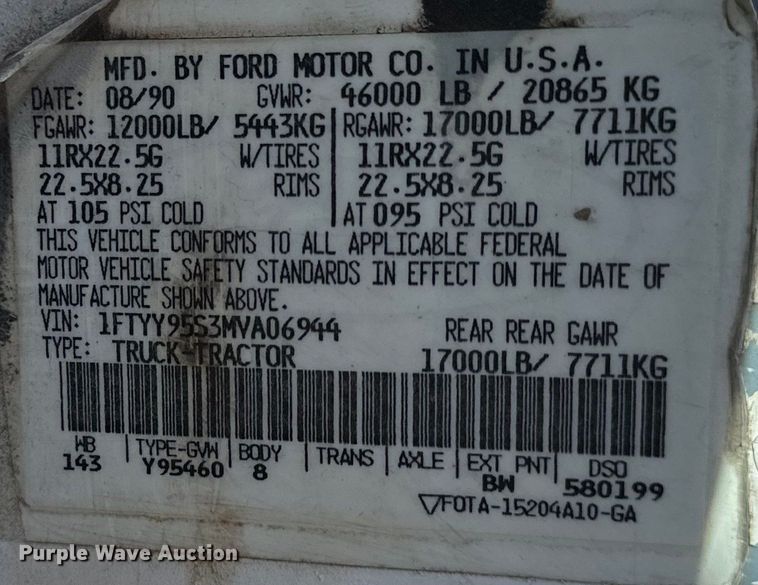 MFD. BY FORD MOTOR CO. IN U.S.A.
DATE: 08/90 GVWR: 46000 LB / 20865 KG
FGAWR: 12000LB/ 5443KG RGAWR: 17000LB/ 7711KG
11RX22.5G W/TIRES 11RX22.5G W/TIRES
22.5X8.25 RIMS 22.5X8.25 RIMS
AT 105 PSI COLD AT 095 PSI COLD
THIS VEHICLE CONFORMS TO ALL APPLICABLE FEDERAL
MOTOR VEHICLE SAFETY STANDARDS IN EFFECT ON THE DATE OF
MANUFACTURE SHOWN ABOVE.
VIN: 1FTYY95S3MVA06944 REAR REAR GAWR
TYPE: TRUCK-TRACTOR 17000LB/ 7711KG
WB TYPE-GVW BODY TRANS AXLE EXT PNT DSO
143 Y95460 8 BW 580199
FOTA-15204A10-GA
Purple Wave Auction